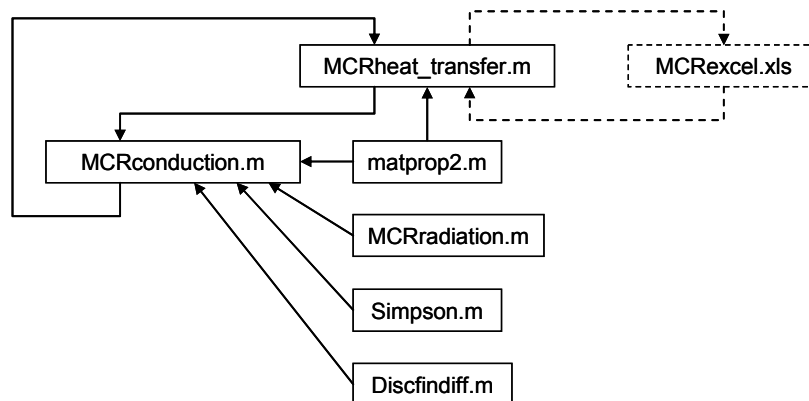 MCRheat_transfer.m
MCRexcel.xls
MCRconduction.m
matprop2.m
MCRradiation.m
Simpson.m
Discfindiff.m